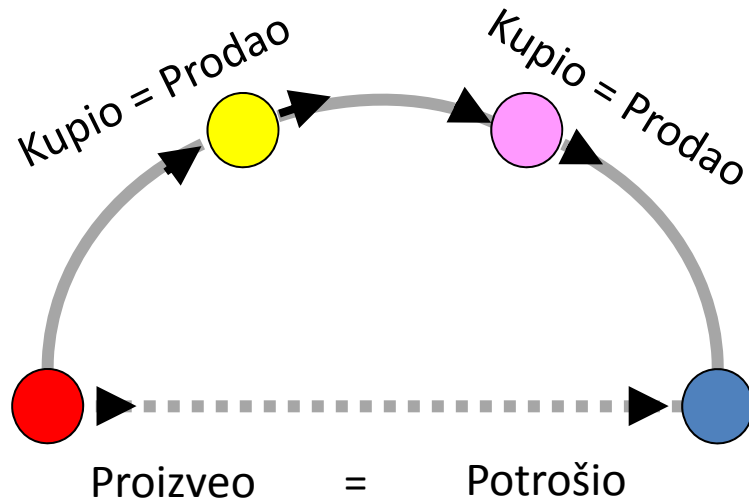 Kupio = Prodao
Kupio = Prodao
Proizveo = Potrošio